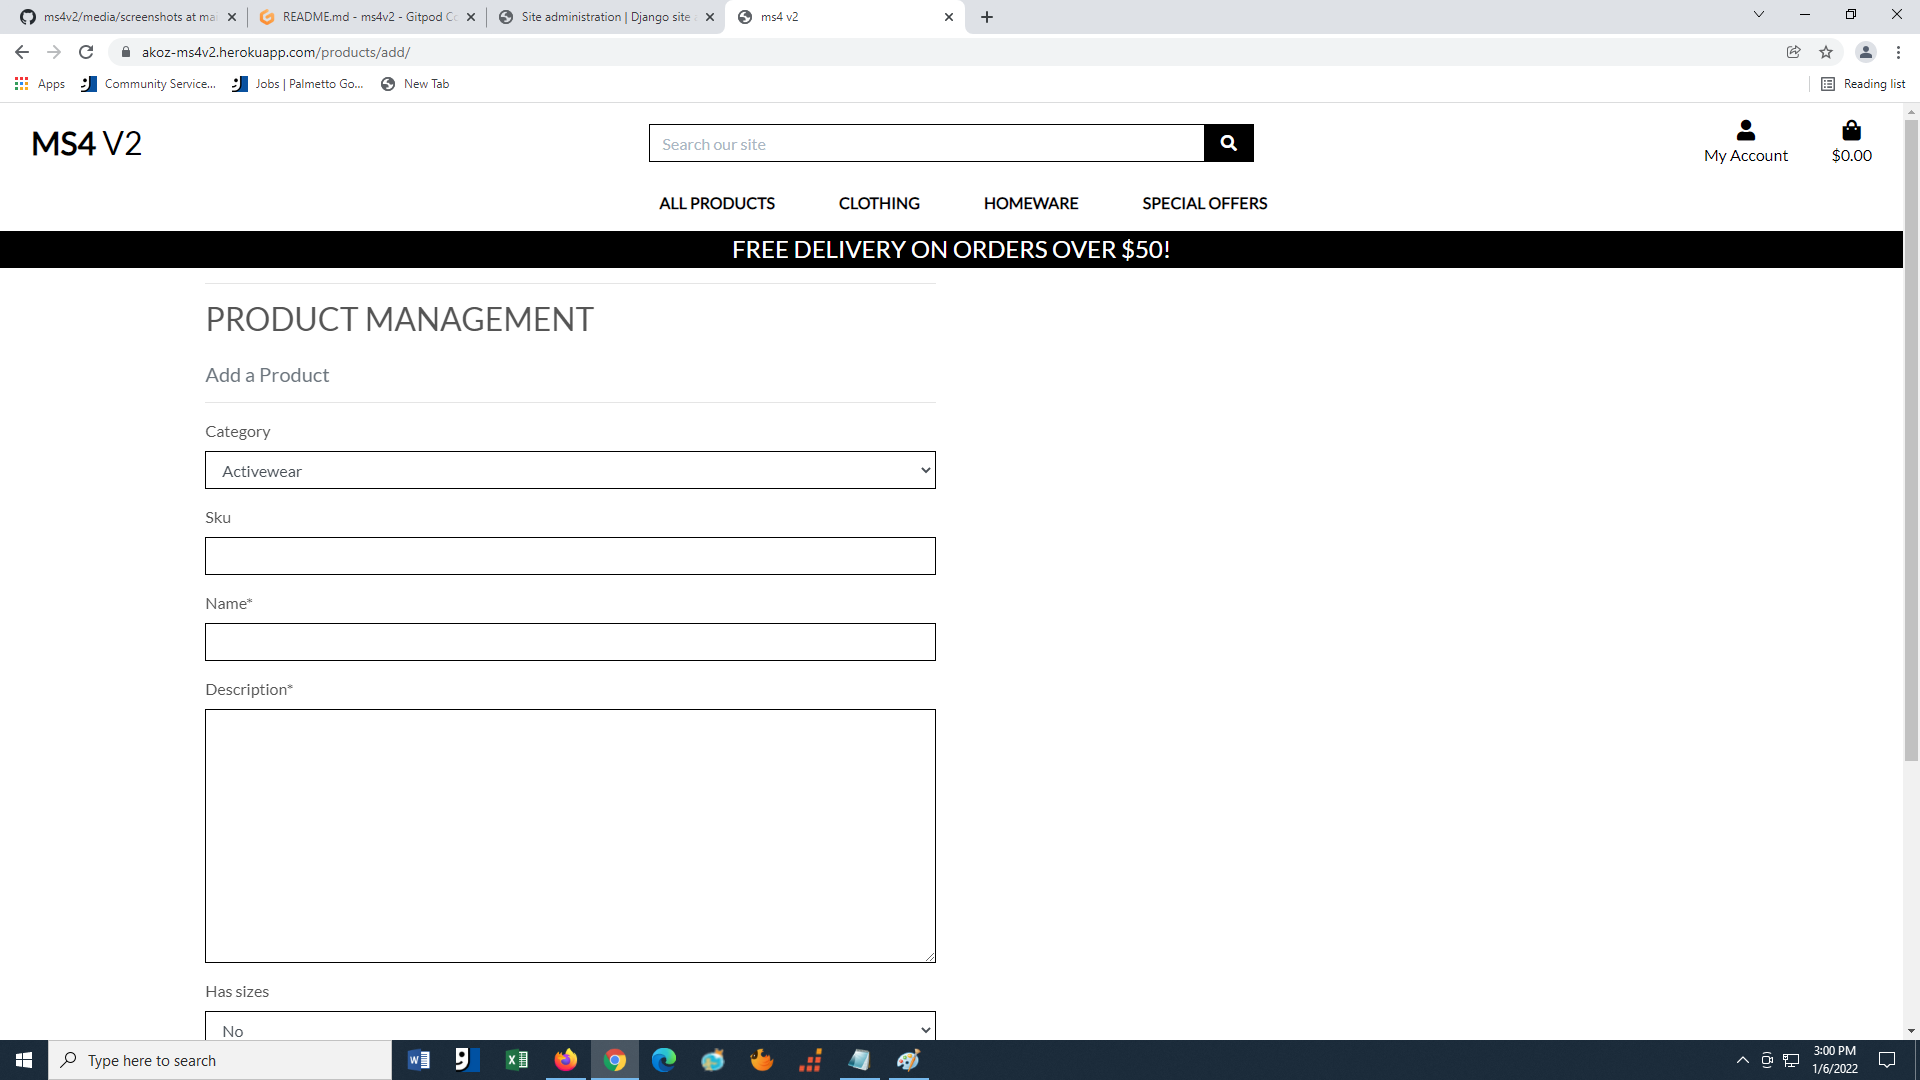 ms4v2/media/screenshots at ma
README.md - ms4v2 - Gitpod Co
Site administration | Django site
ms4 v2
akoz-ms4v2.herokuapp.com/products/add/
Apps
Community Service...
Jobs | Palmetto Go...
New Tab
Reading list
MS4 V2
Search our site
My Account
$0.00
ALL PRODUCTS
CLOTHING
HOMEWARE
SPECIAL OFFERS
FREE DELIVERY ON ORDERS OVER $50!
PRODUCT MANAGEMENT
Add a Product
Category
Activewear
Sku
Name*
Description*
Has sizes
No
Type here to search
3:00 PM
1/6/2022